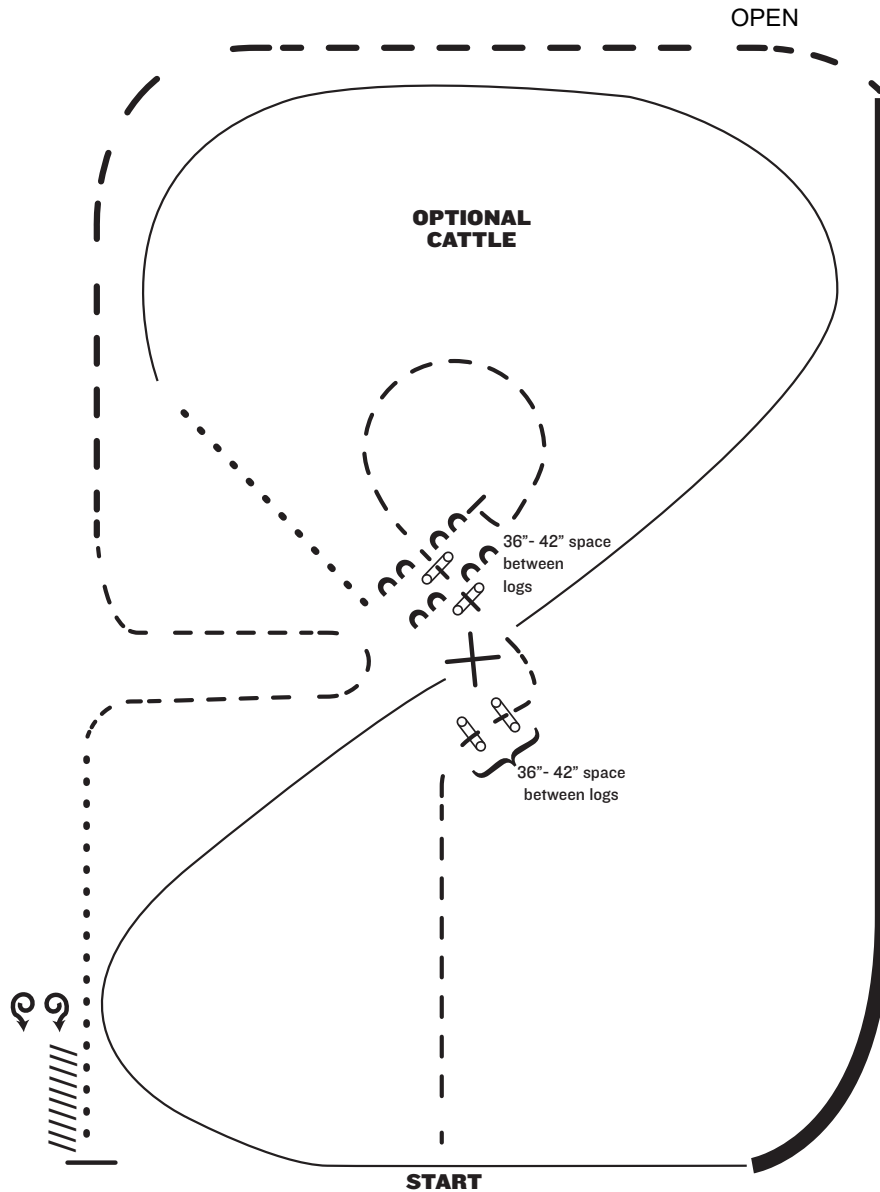 OPEN
OPTIONAL
CATTLE
36”- 42” space
between
logs
36”- 42” space
between logs
START